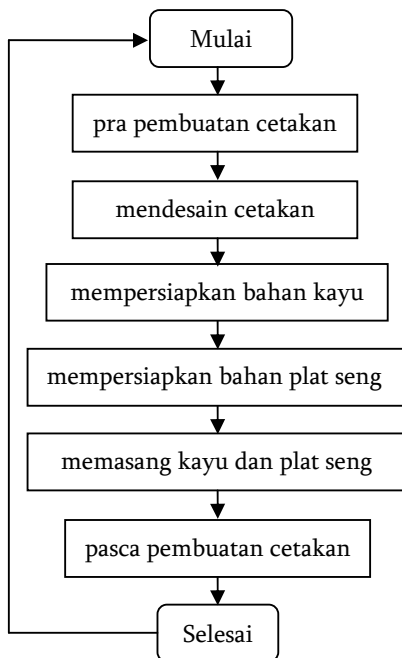 Mulai
pra pembuatan cetakan
mendesain cetakan
mempersiapkan bahan kayu
mempersiapkan bahan plat seng
memasang kayu dan plat seng
pasca pembuatan cetakan
Selesai